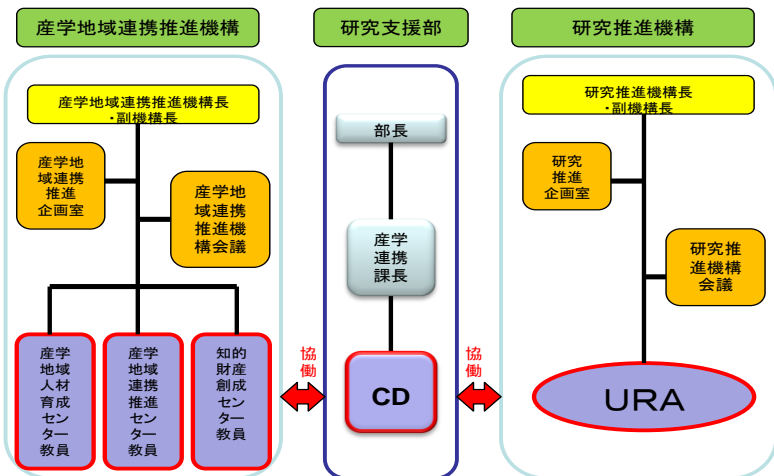 産学地域連携推進機構
研究支援部
研究推進機構
産学地域連携推進機構長
・副機構長
産学地
域連携
推進
企画室
産学地
域連携
推進機
構会議
産学
地域
人材
育成
セン
ター
教員
産学
地域
連携
推進
セン
ター
教員
知的
財産
創成
セン
ター
教員
協
働
部長
産学
連携
課長
CD
協
働
研究推進機構長
・副機構長
研究
推進
企画室
研究推
進機構
会議
URA